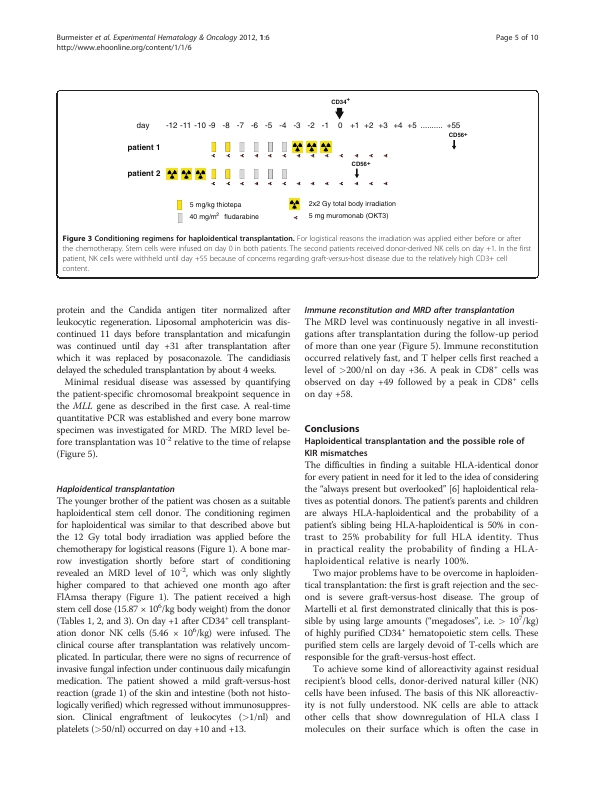 Burmeister et al. Experimental Hematology & Oncology 2012, 1:6
http://www.ehoonline.org/content/1/1/6
Page 5 of 10
CD34+
day -12 -11 -10 -9 -8 -7 -6 -5 -4 -3 -2 -1 0 +1 +2 +3 +4 +5 .......... +55
CD56+
patient 1
CD56+
patient 2
5 mg/kg thiotepa
2x2 Gy total body irradiation
40 mg/m² fludarabine
5 mg muromonab (OKT3)
Figure 3 Conditioning regimens for haploidentical transplantation. For logistical reasons the irradiation was applied either before or after
the chemotherapy. Stem cells were infused on day 0 in both patients. The second patients received donor-derived NK cells on day +1. In the first
patient, NK cells were withheld until day +55 because of concerns regarding graft-versus-host disease due to the relatively high CD3+ cell
content.
protein and the Candida antigen titer normalized after
leukocytic regeneration. Liposomal amphotericin was dis-
continued 11 days before transplantation and micafungin
was continued until day +31 after transplantation after
which it was replaced by posaconazole. The candidiasis
delayed the scheduled transplantation by about 4 weeks.
Minimal residual disease was assessed by quantifying
the patient-specific chromosomal breakpoint sequence in
the MLL gene as described in the first case. A real-time
quantitative PCR was established and every bone marrow
specimen was investigated for MRD. The MRD level be-
fore transplantation was 10⁻² relative to the time of relapse
(Figure 5).
Haploidentical transplantation
The younger brother of the patient was chosen as a suitable
haploidentical stem cell donor. The conditioning regimen
for haploidentical was similar to that described above but
the 12 Gy total body irradiation was applied before the
chemotherapy for logistical reasons (Figure 1). A bone mar-
row investigation shortly before start of conditioning
revealed an MRD level of 10⁻², which was only slightly
higher compared to that achieved one month ago after
FlAmsa therapy (Figure 1). The patient received a high
stem cell dose (15.87 × 10⁶/kg body weight) from the donor
(Tables 1, 2, and 3). On day +1 after CD34⁺ cell transplant-
ation donor NK cells (5.46 × 10⁶/kg) were infused. The
clinical course after transplantation was relatively uncom-
plicated. In particular, there were no signs of recurrence of
invasive fungal infection under continuous daily micafungin
medication. The patient showed a mild graft-versus-host
reaction (grade 1) of the skin and intestine (both not histo-
logically verified) which regressed without immunosuppres-
sion. Clinical engraftment of leukocytes (>1/nl) and
platelets (>50/nl) occurred on day +10 and +13.
Immune reconstitution and MRD after transplantation
The MRD level was continuously negative in all investi-
gations after transplantation during the follow-up period
of more than one year (Figure 5). Immune reconstitution
occurred relatively fast, and T helper cells first reached a
level of >200/nl on day +36. A peak in CD8⁺ cells was
observed on day +49 followed by a peak in CD8⁺ cells
on day +58.
Conclusions
Haploidentical transplantation and the possible role of
KIR mismatches
The difficulties in finding a suitable HLA-identical donor
for every patient in need for it led to the idea of considering
the “always present but overlooked” [6] haploidentical rela-
tives as potential donors. The patient’s parents and children
are always HLA-haploidentical and the probability of a
patient’s sibling being HLA-haploidentical is 50% in con-
trast to 25% probability for full HLA identity. Thus
in practical reality the probability of finding a HLA-
haploidentical relative is nearly 100%.
Two major problems have to be overcome in haploiden-
tical transplantation: the first is graft rejection and the sec-
ond is severe graft-versus-host disease. The group of
Martelli et al. first demonstrated clinically that this is pos-
sible by using large amounts (“megadoses”, i.e. > 10⁷/kg)
of highly purified CD34⁺ hematopoietic stem cells. These
purified stem cells are largely devoid of T-cells which are
responsible for the graft-versus-host effect.
To achieve some kind of alloreactivity against residual
recipient’s blood cells, donor-derived natural killer (NK)
cells have been infused. The basis of this NK alloreactiv-
ity is not fully understood. NK cells are able to attack
other cells that show downregulation of HLA class I
molecules on their surface which is often the case in